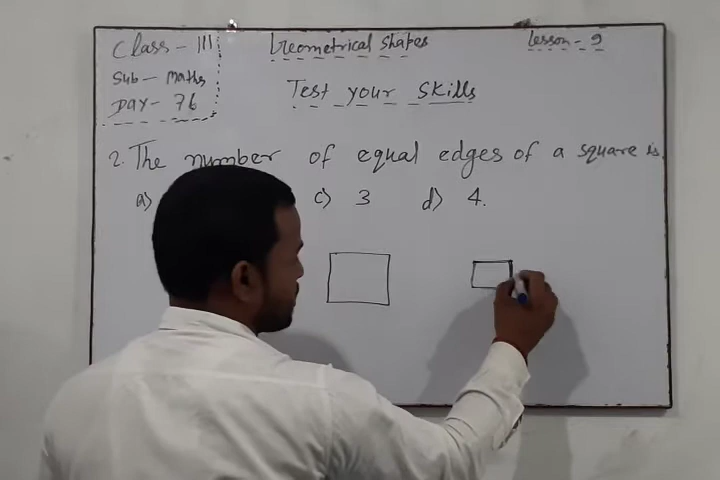 Class - III
Sub - Maths
Day - 76
Geometrical Shapes
Lesson - 9
Test your Skills
2. The number of equal edges of a square is
a)
c) 3
d) 4.